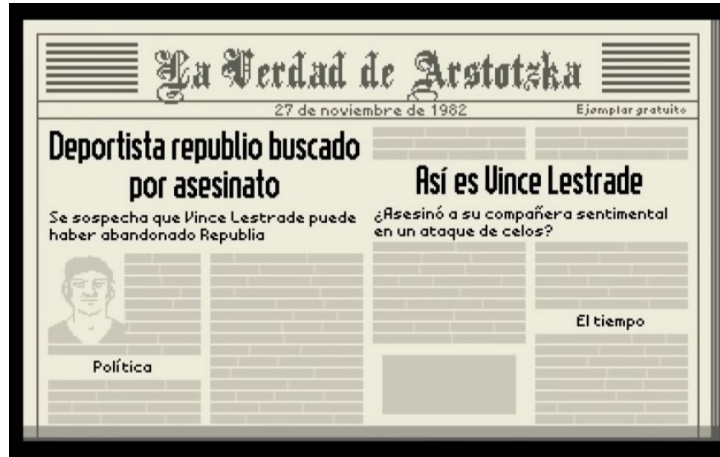 La Verdad de Arstotzka
27 de noviembre de 1982
Ejemplar gratuito
Deportista republio buscado
por asesinato
Se sospecha que Vince Lestrade puede
haber abandonado Republia
Política
Así es Vince Lestrade
¿Asesinó a su compañera sentimental
en un ataque de celos?
El tiempo